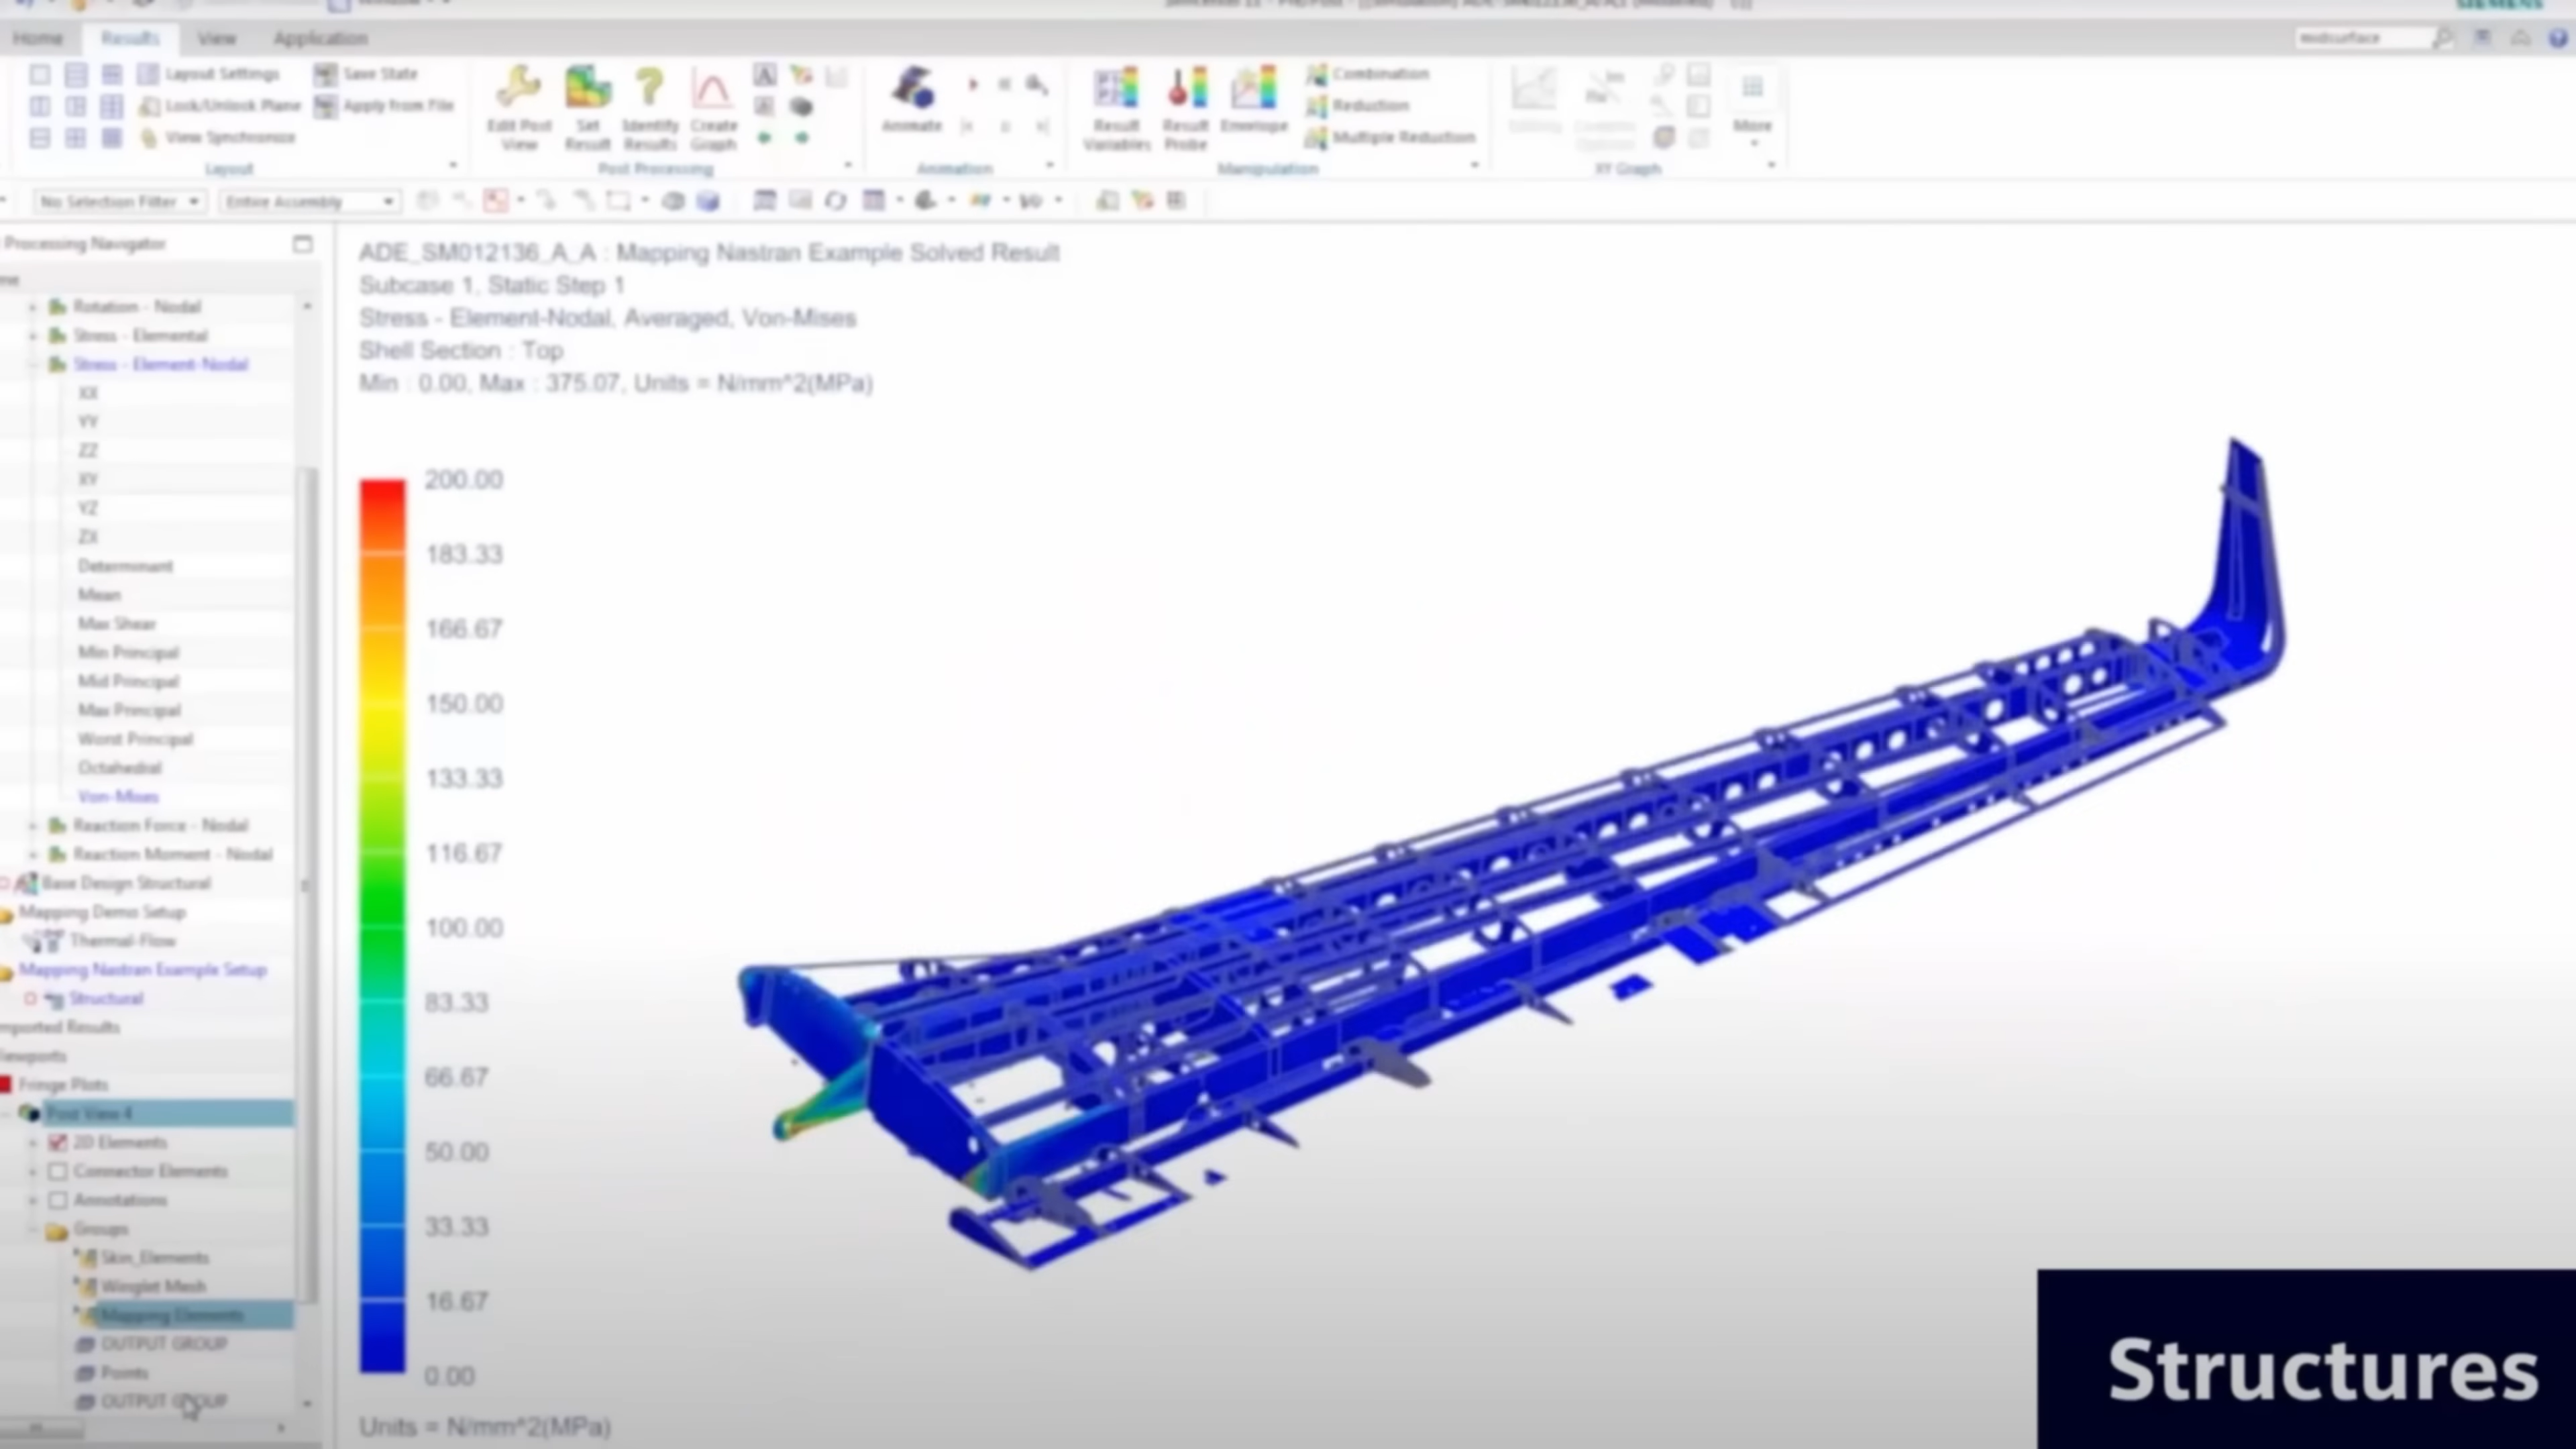 SIEMENS
Home Results View Application
midsurface
Layout Settings
Save State
Lock/Unlock Plane
Apply from File
View Synchronize
Layout
Edit Post View
Set Result
Identify Results
Create Graph
Post Processing
Animate
Animation
Result Variables
Result Probe
Envelope
Combination
Reduction
Multiple Reduction
Manipulation
XY Graph
More
No Selection Filter
Entire Assembly
Processing Navigator
Rotation - Nodal
Stress - Elemental
Stress - Element-Nodal
XX
YY
ZZ
XY
YZ
ZX
Determinant
Mean
Max Shear
Min Principal
Mid Principal
Max Principal
Worst Principal
Octahedral
Von-Mises
Reaction Force - Nodal
Reaction Moment - Nodal
Base Design Structural
Mapping Demo Setup
Thermal-Flow
Mapping Nastran Example Setup
Structural
mported Results
iewports
Fringe Plots
Post View 4
2D Elements
Connector Elements
Annotations
Groups
Skin_Elements
Winglet Mesh
Mapping Elements
OUTPUT GROUP
Points
OUTPUT GROUP
ADE_SM012136_A_A : Mapping Nastran Example Solved Result
Subcase 1, Static Step 1
Stress - Element-Nodal, Averaged, Von-Mises
Shell Section : Top
Min : 0.00, Max : 375.07, Units = N/mm^2(MPa)
200.00
183.33
166.67
150.00
133.33
116.67
100.00
83.33
66.67
50.00
33.33
16.67
0.00
Units = N/mm^2(MPa)
Structures